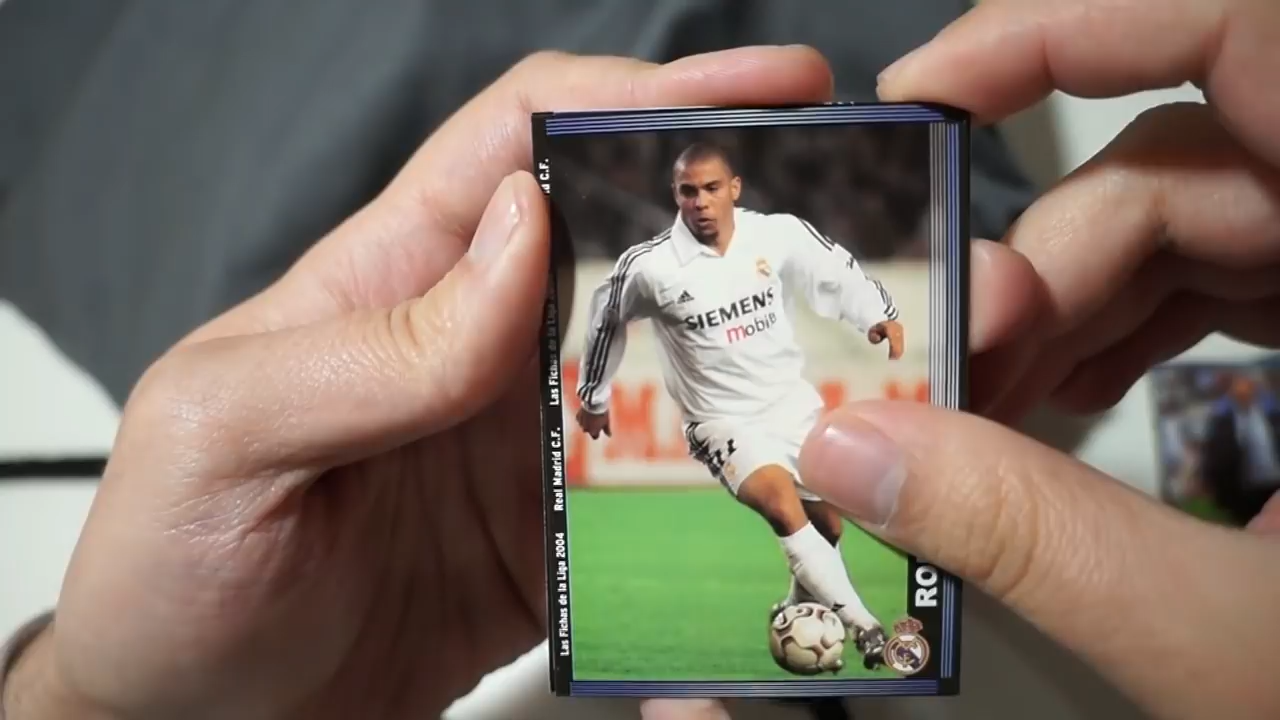 d C.F.
Las Fichas de la Liga
Real Madrid C.F.
Las Fichas de la Liga 2004
SIEMENS
mobile
RO